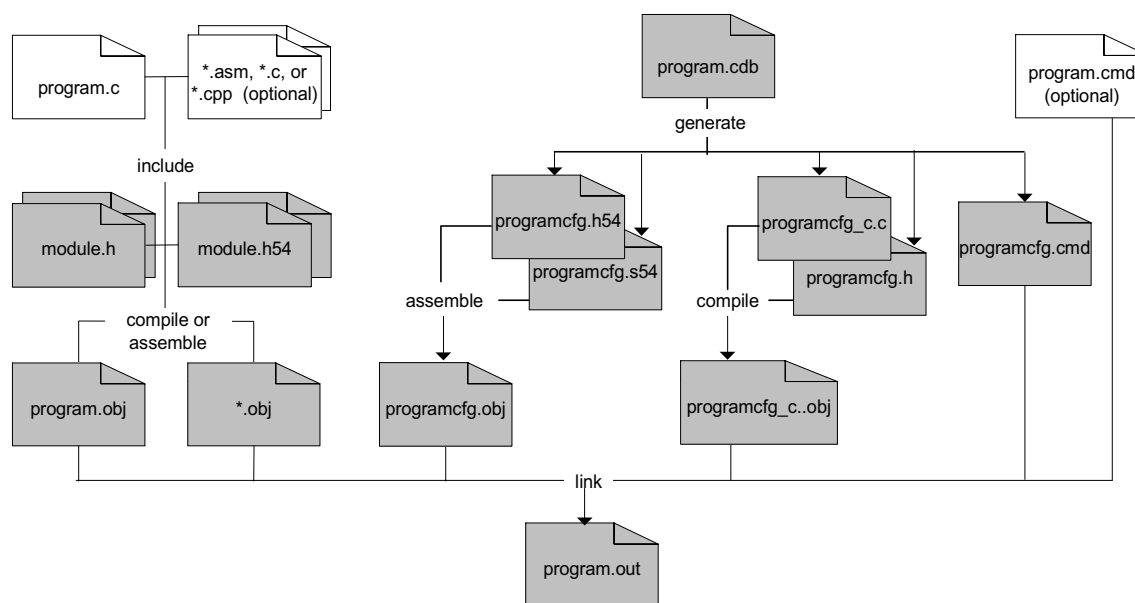 program.c
*.asm, *.c, or
*.cpp (optional)
program.cdb
program.cmd
(optional)
generate
include
module.h
module.h54
programcfg.h54
programcfg.s54
programcfg_c.c
programcfg.h
programcfg.cmd
assemble
compile
compile or
assemble
program.obj
*.obj
programcfg.obj
programcfg_c..obj
link
program.out